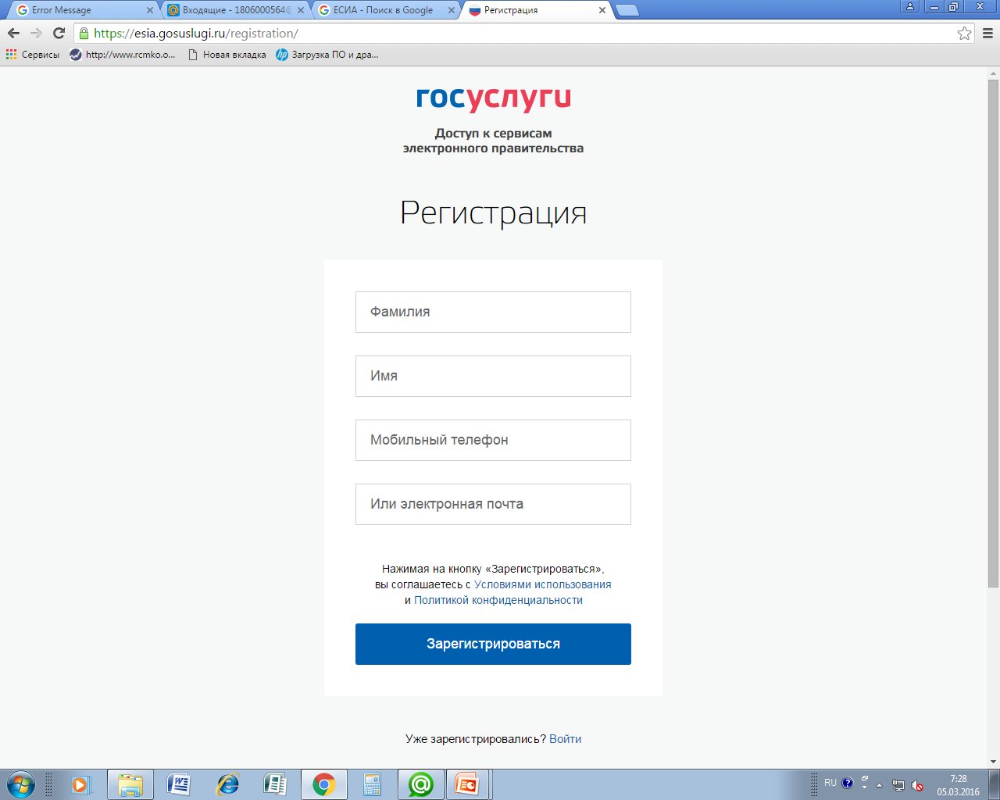 Error Message
Входящие - 1806000564@
ЕСИА - Поиск в Google
Регистрация
https://esia.gosuslugi.ru/registration/
Сервисы
http://www.rcmko.o...
Новая вкладка
hp
Загрузка ПО и дра...
госуслуги
Доступ к сервисам
электронного правительства
Регистрация
Фамилия
Имя
Мобильный телефон
Или электронная почта
Нажимая на кнопку «Зарегистрироваться»,
вы соглашаетесь с Условиями использования
и Политикой конфиденциальности
Зарегистрироваться
Уже зарегистрировались? Войти
RU
7:28
05.03.2016